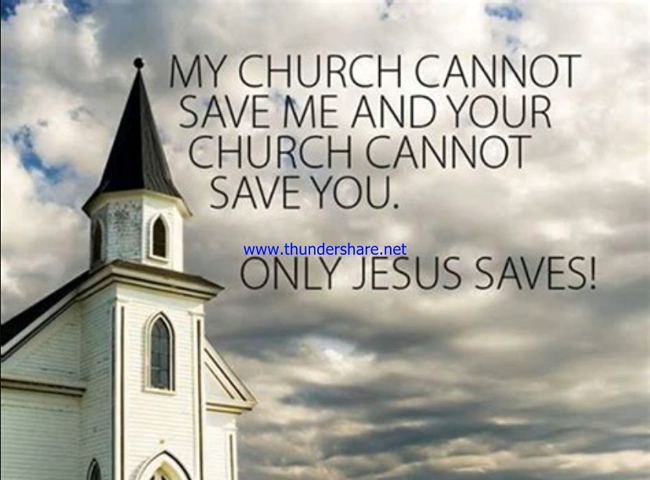 MY CHURCH CANNOT
SAVE ME AND YOUR
CHURCH CANNOT
SAVE YOU.
www.thundershare.net
ONLY JESUS SAVES!